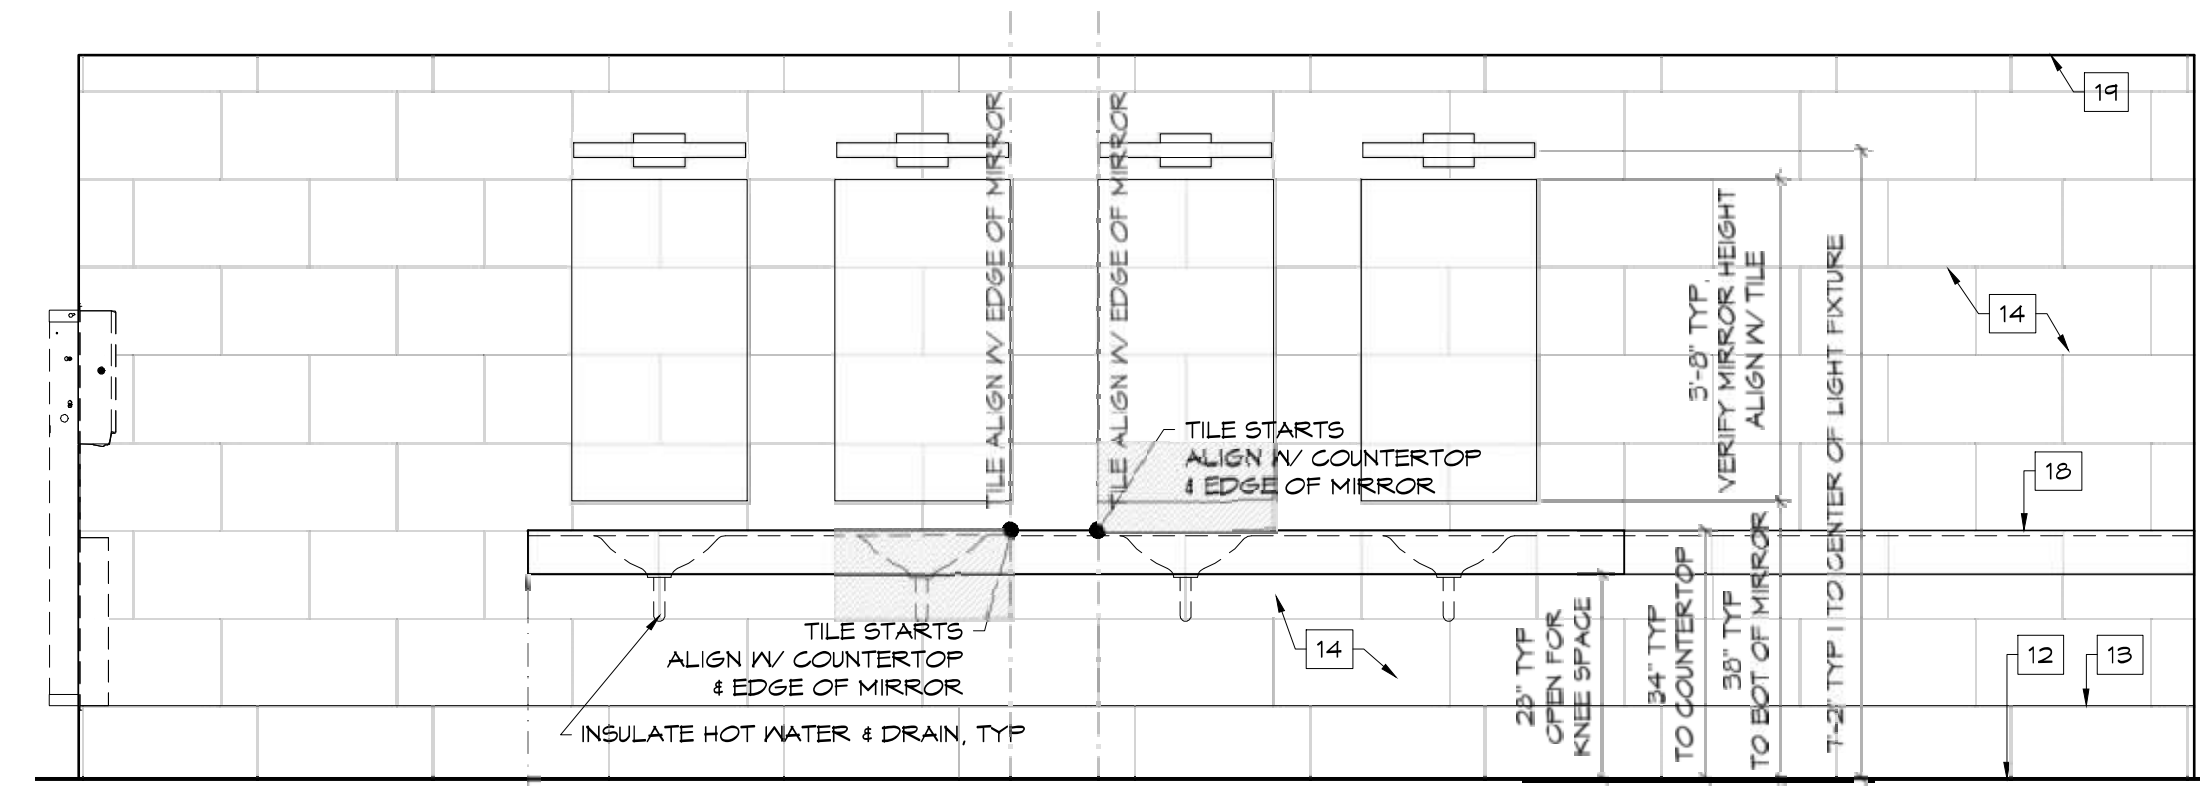 19
TILE ALIGN W/ EDGE OF MIRROR
TILE ALIGN W/ EDGE OF MIRROR
3'-8" TYP.
VERIFY MIRROR HEIGHT
ALIGN W/ TILE
7'-2" TYP TO CENTER OF LIGHT FIXTURE
14
TILE STARTS
ALIGN W/ COUNTERTOP
& EDGE OF MIRROR
18
TILE STARTS
ALIGN W/ COUNTERTOP
& EDGE OF MIRROR
INSULATE HOT WATER & DRAIN, TYP
14
28" TYP
OPEN FOR
KNEE SPACE
34" TYP
TO COUNTERTOP
38" TYP
TO BOT OF MIRROR
12
13